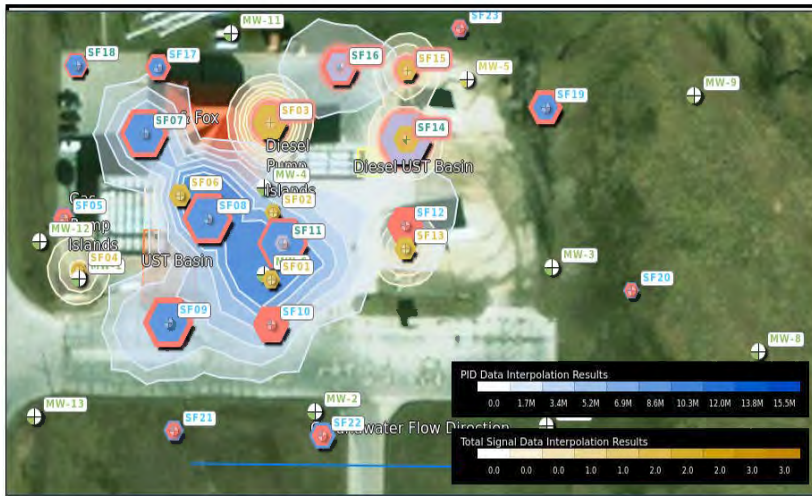 SF23
MW-11
SF18
SF17
SF16
SF15
MW-5
MW-9
SF19
SF03
SF07
Fox
SF14
Diesel
Pump
Islands
Diesel UST Basin
MW-4
SF06
SF02
SF05
SF08
SF12
Islands
MW-12
SF11
SF13
UST Basin
SF04
SF01
MW-3
SF20
SF09
SF10
MW-8
PID Data Interpolation Results
0.0 1.7M 3.4M 5.2M 6.9M 8.6M 10.3M 12.0M 13.8M 15.5M
MW-13
MW-2
SF21
SF22
Groundwater Flow Direction
Total Signal Data Interpolation Results
0.0 0.0 0.0 1.0 1.0 2.0 2.0 2.0 3.0 3.0